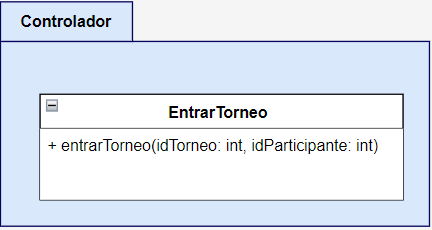 Controlador
EntrarTorneo
+ entrarTorneo(idTorneo: int, idParticipante: int)